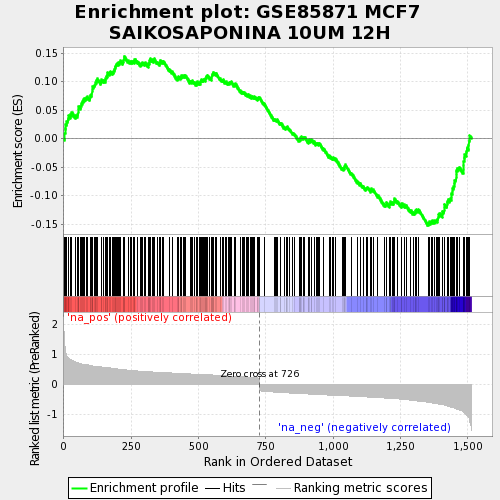 Enrichment plot: GSE85871 MCF7
SAIKOSAPONINA 10UM 12H
Enrichment score (ES)
0.15
0.10
0.05
0.00
-0.05
-0.10
-0.15
'na_pos' (positively correlated)
Ranked list metric (PreRanked)
2
1
0
-1
Zero cross at 726
'na_neg' (negatively correlated)
0
250
500
750
1,000
1,250
1,500
Rank in Ordered Dataset
Enrichment profile
Hits
Ranking metric scores